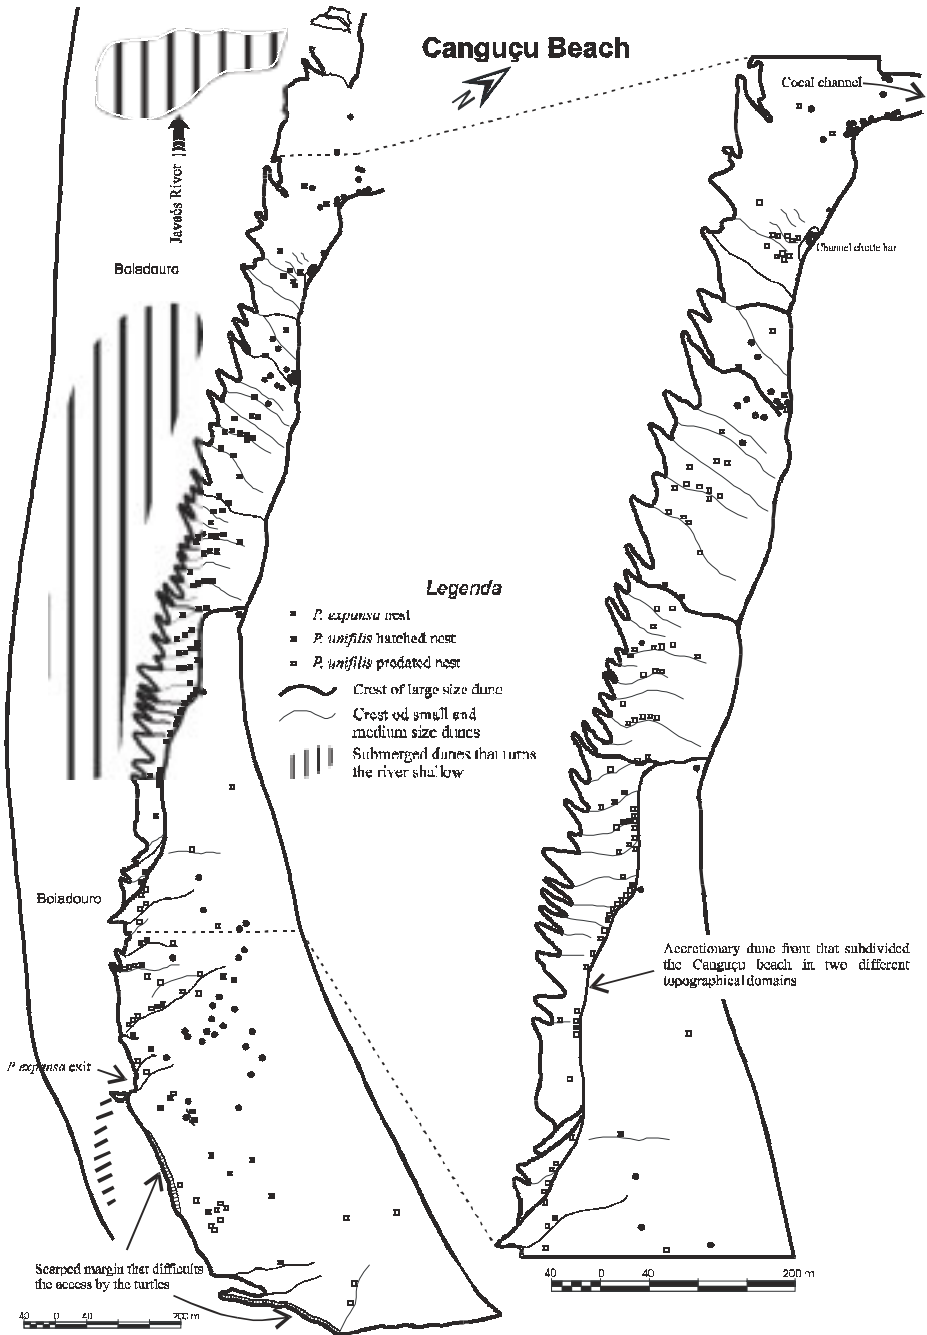 Canguçu Beach
N
Cocal channel
Javaés River
Channel chute bar
Boiadouro
Legenda
P. expansa nest
P. unifilis hatched nest
P. unifilis predated nest
Crest of large size dune
Crest od small and
medium size dunes
Submerged dunes that turns
the river shallow
Boiadouro
Accretionary dune front that subdivided
the Canguçu beach in two different
topographical domains
P. expansa exit
Scarped margin that difficults
the access by the turtles
40 0 40 200 m
40 0 40 200 m